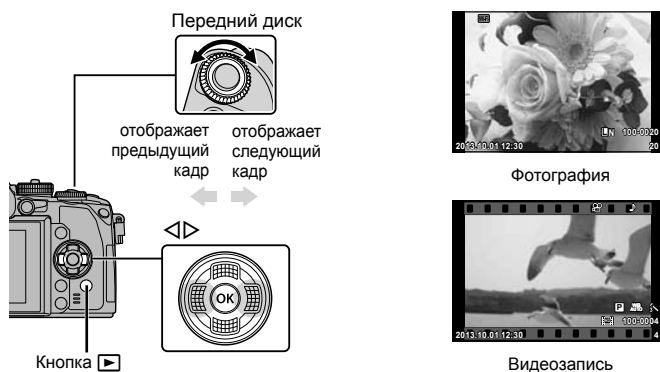 Передний диск
отображает
предыдущий
кадр
отображает
следующий
кадр
OK
Кнопка
N 100-0020
2013.10.01 12:30 20
Фотография
P
100-0004
2013.10.01 12:30 4
Видеозапись